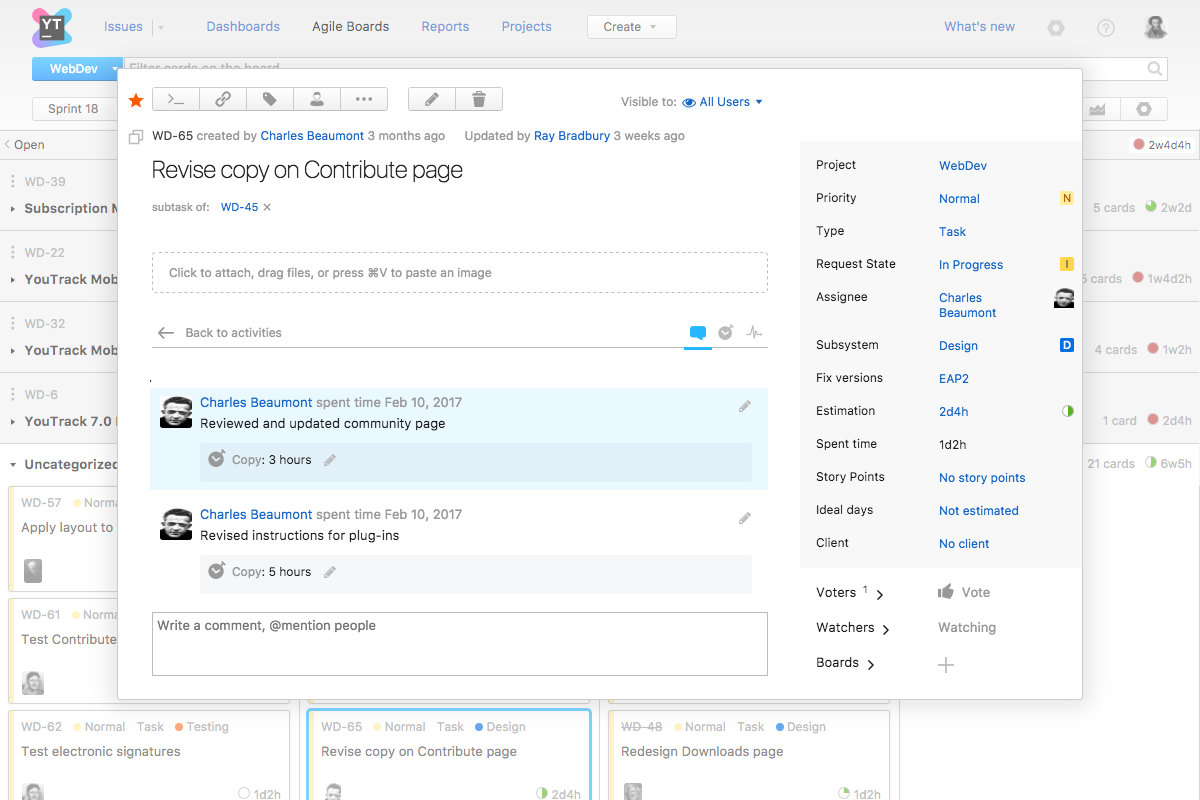 YT
Issues
Dashboards
Agile Boards
Reports
Projects
Create
What's new
?
WebDev
Filter cards on the board
Sprint 18
Open
2w4d4h
WD-39
Subscription M
5 cards
2w2d
WD-22
YouTrack Mob
5 cards
1w4d2h
WD-32
YouTrack Mob
4 cards
1w2h
WD-6
YouTrack 7.0
1 card
2d4h
Uncategorized
21 cards
6w5h
WD-57
Norma
Apply layout to
WD-61
Norma
Test Contribute
>_
Visible to:
All Users
WD-65 created by Charles Beaumont 3 months ago
Updated by Ray Bradbury 3 weeks ago
Revise copy on Contribute page
subtask of:
WD-45 ×
Click to attach, drag files, or press ⌘V to paste an image
Back to activities
.
Charles Beaumont spent time Feb 10, 2017
Reviewed and updated community page
Copy: 3 hours
Charles Beaumont spent time Feb 10, 2017
Revised instructions for plug-ins
Copy: 5 hours
Write a comment, @mention people
Project
WebDev
Priority
Normal
N
Type
Task
Request State
In Progress
I
Assignee
Charles
Beaumont
Subsystem
Design
D
Fix versions
EAP2
Estimation
2d4h
Spent time
1d2h
Story Points
No story points
Ideal days
Not estimated
Client
No client
Voters 1
Vote
Watchers
Watching
Boards
WD-62
Normal
Task
Testing
Test electronic signatures
1d2h
WD-65
Normal
Task
Design
Revise copy on Contribute page
2d4h
WD-48
Normal
Task
Design
Redesign Downloads page
1d2h